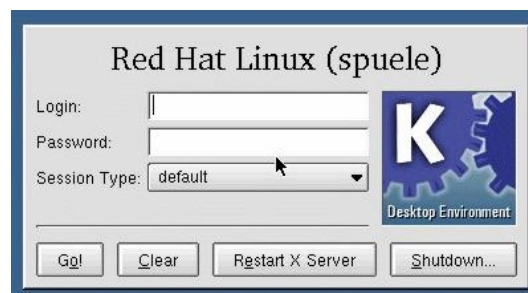 Red Hat Linux (spuele)
Login:
Password:
Session Type: default
K
Desktop Environment
Go! Clear Restart X Server Shutdown...